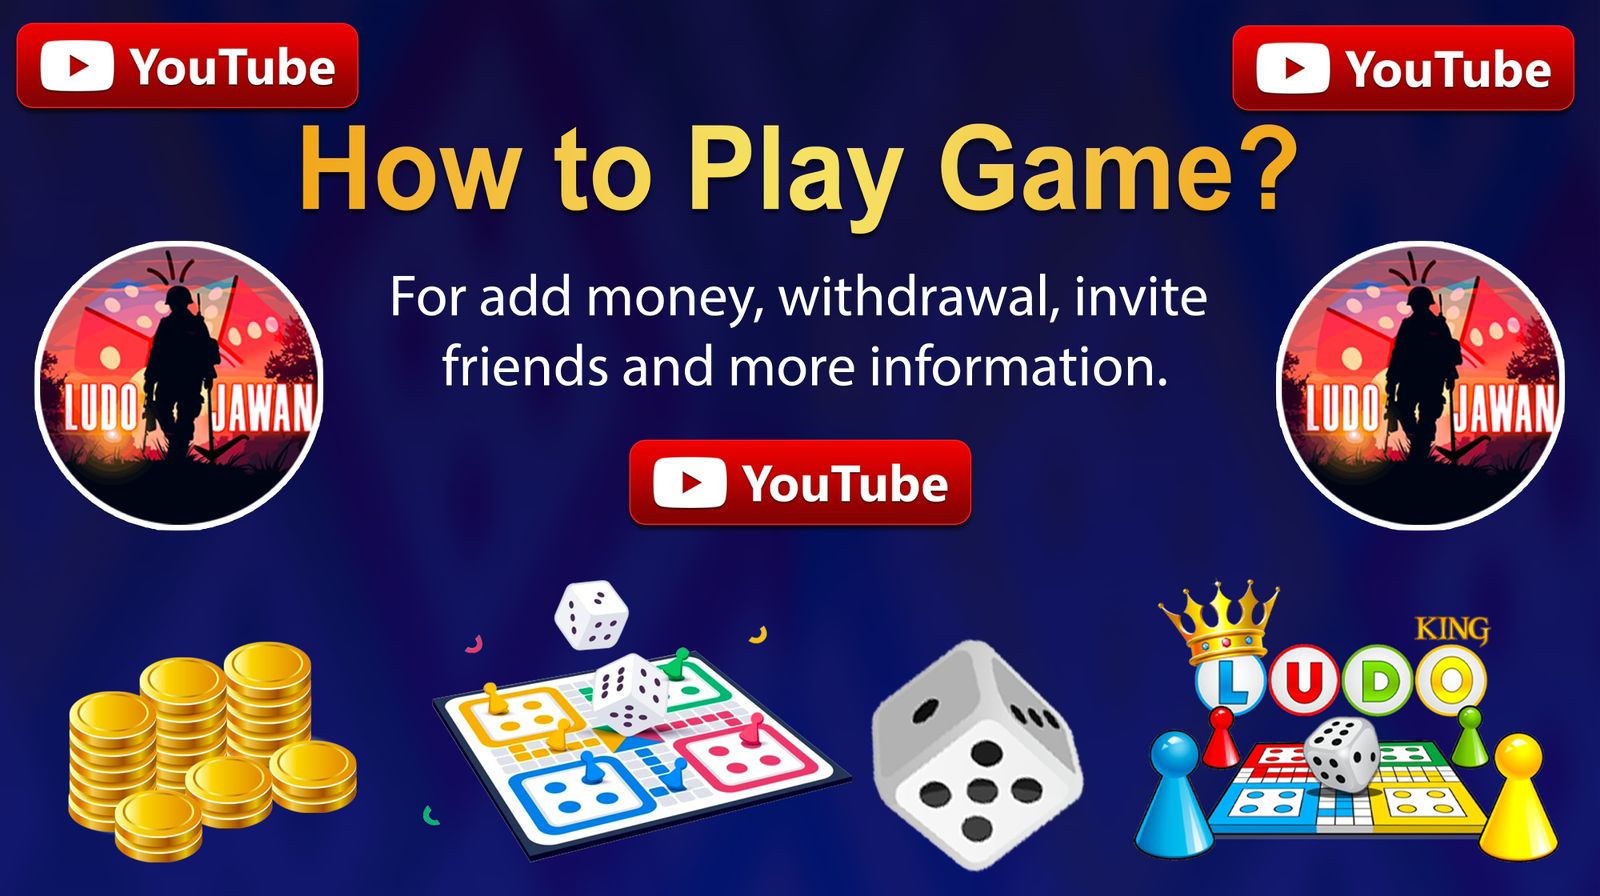 YouTube
YouTube
How to Play Game?
For add money, withdrawal, invite
friends and more information.
LUDO JAWAN
LUDO JAWAN
YouTube
KING
LUDO